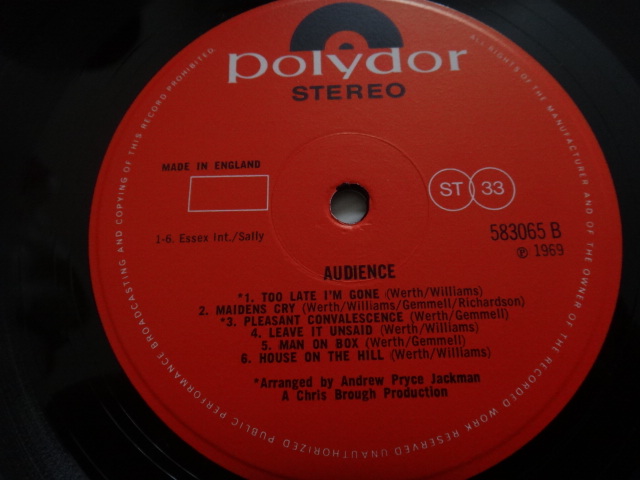 polydor
STEREO
MADE IN ENGLAND
ST 33
1-6. Essex Int./Sally
583065 B
℗ 1969
AUDIENCE
*1. TOO LATE I'M GONE (Werth/Williams)
2. MAIDENS CRY (Werth/Williams/Gemmell/Richardson)
*3. PLEASANT CONVALESCENCE (Werth/Gemmell)
4. LEAVE IT UNSAID (Werth/Williams)
5. MAN ON BOX (Werth/Gemmell)
6. HOUSE ON THE HILL (Werth/Williams)
*Arranged by Andrew Pryce Jackman
A Chris Brough Production
ALL RIGHTS OF THE MANUFACTURER AND OF THE OWNER OF THE RECORDED WORK RESERVED UNAUTHORIZED PUBLIC PERFORMANCE BROADCASTING AND COPYING OF THIS RECORD PROHIBITED.